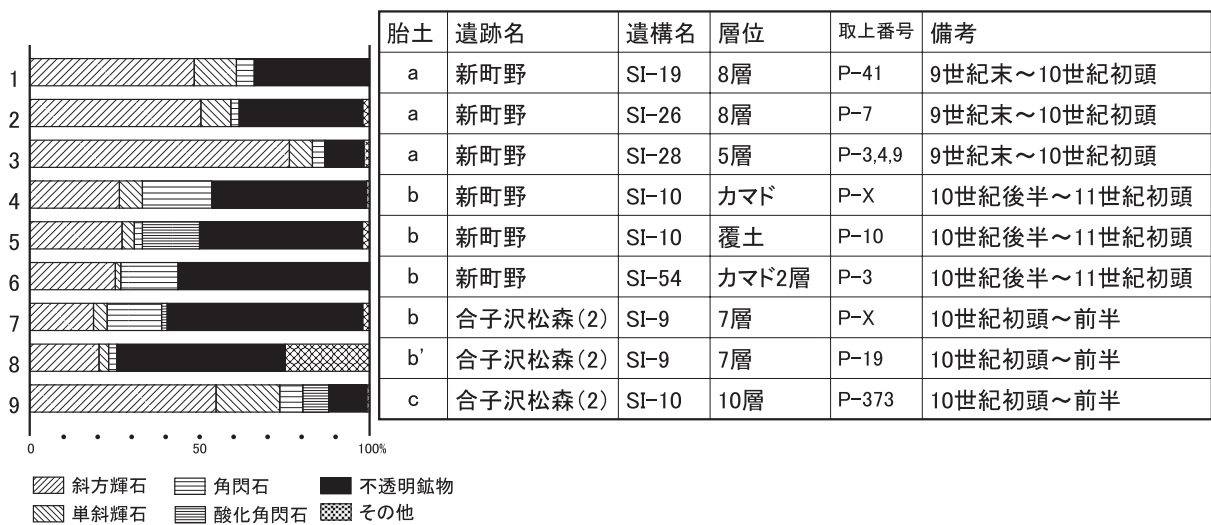 胎土 遺跡名 遺構名 層位 取上番号 備考
1 a 新町野 SI-19 8層 P-41 9世紀末～10世紀初頭
2 a 新町野 SI-26 8層 P-7 9世紀末～10世紀初頭
3 a 新町野 SI-28 5層 P-3,4,9 9世紀末～10世紀初頭
4 b 新町野 SI-10 カマド P-X 10世紀後半～11世紀初頭
5 b 新町野 SI-10 覆土 P-10 10世紀後半～11世紀初頭
6 b 新町野 SI-54 カマド2層 P-3 10世紀後半～11世紀初頭
7 b 合子沢松森(2) SI-9 7層 P-X 10世紀初頭～前半
8 b' 合子沢松森(2) SI-9 7層 P-19 10世紀初頭～前半
9 c 合子沢松森(2) SI-10 10層 P-373 10世紀初頭～前半
0 50 100%
斜方輝石 角閃石 不透明鉱物
単斜輝石 酸化角閃石 その他